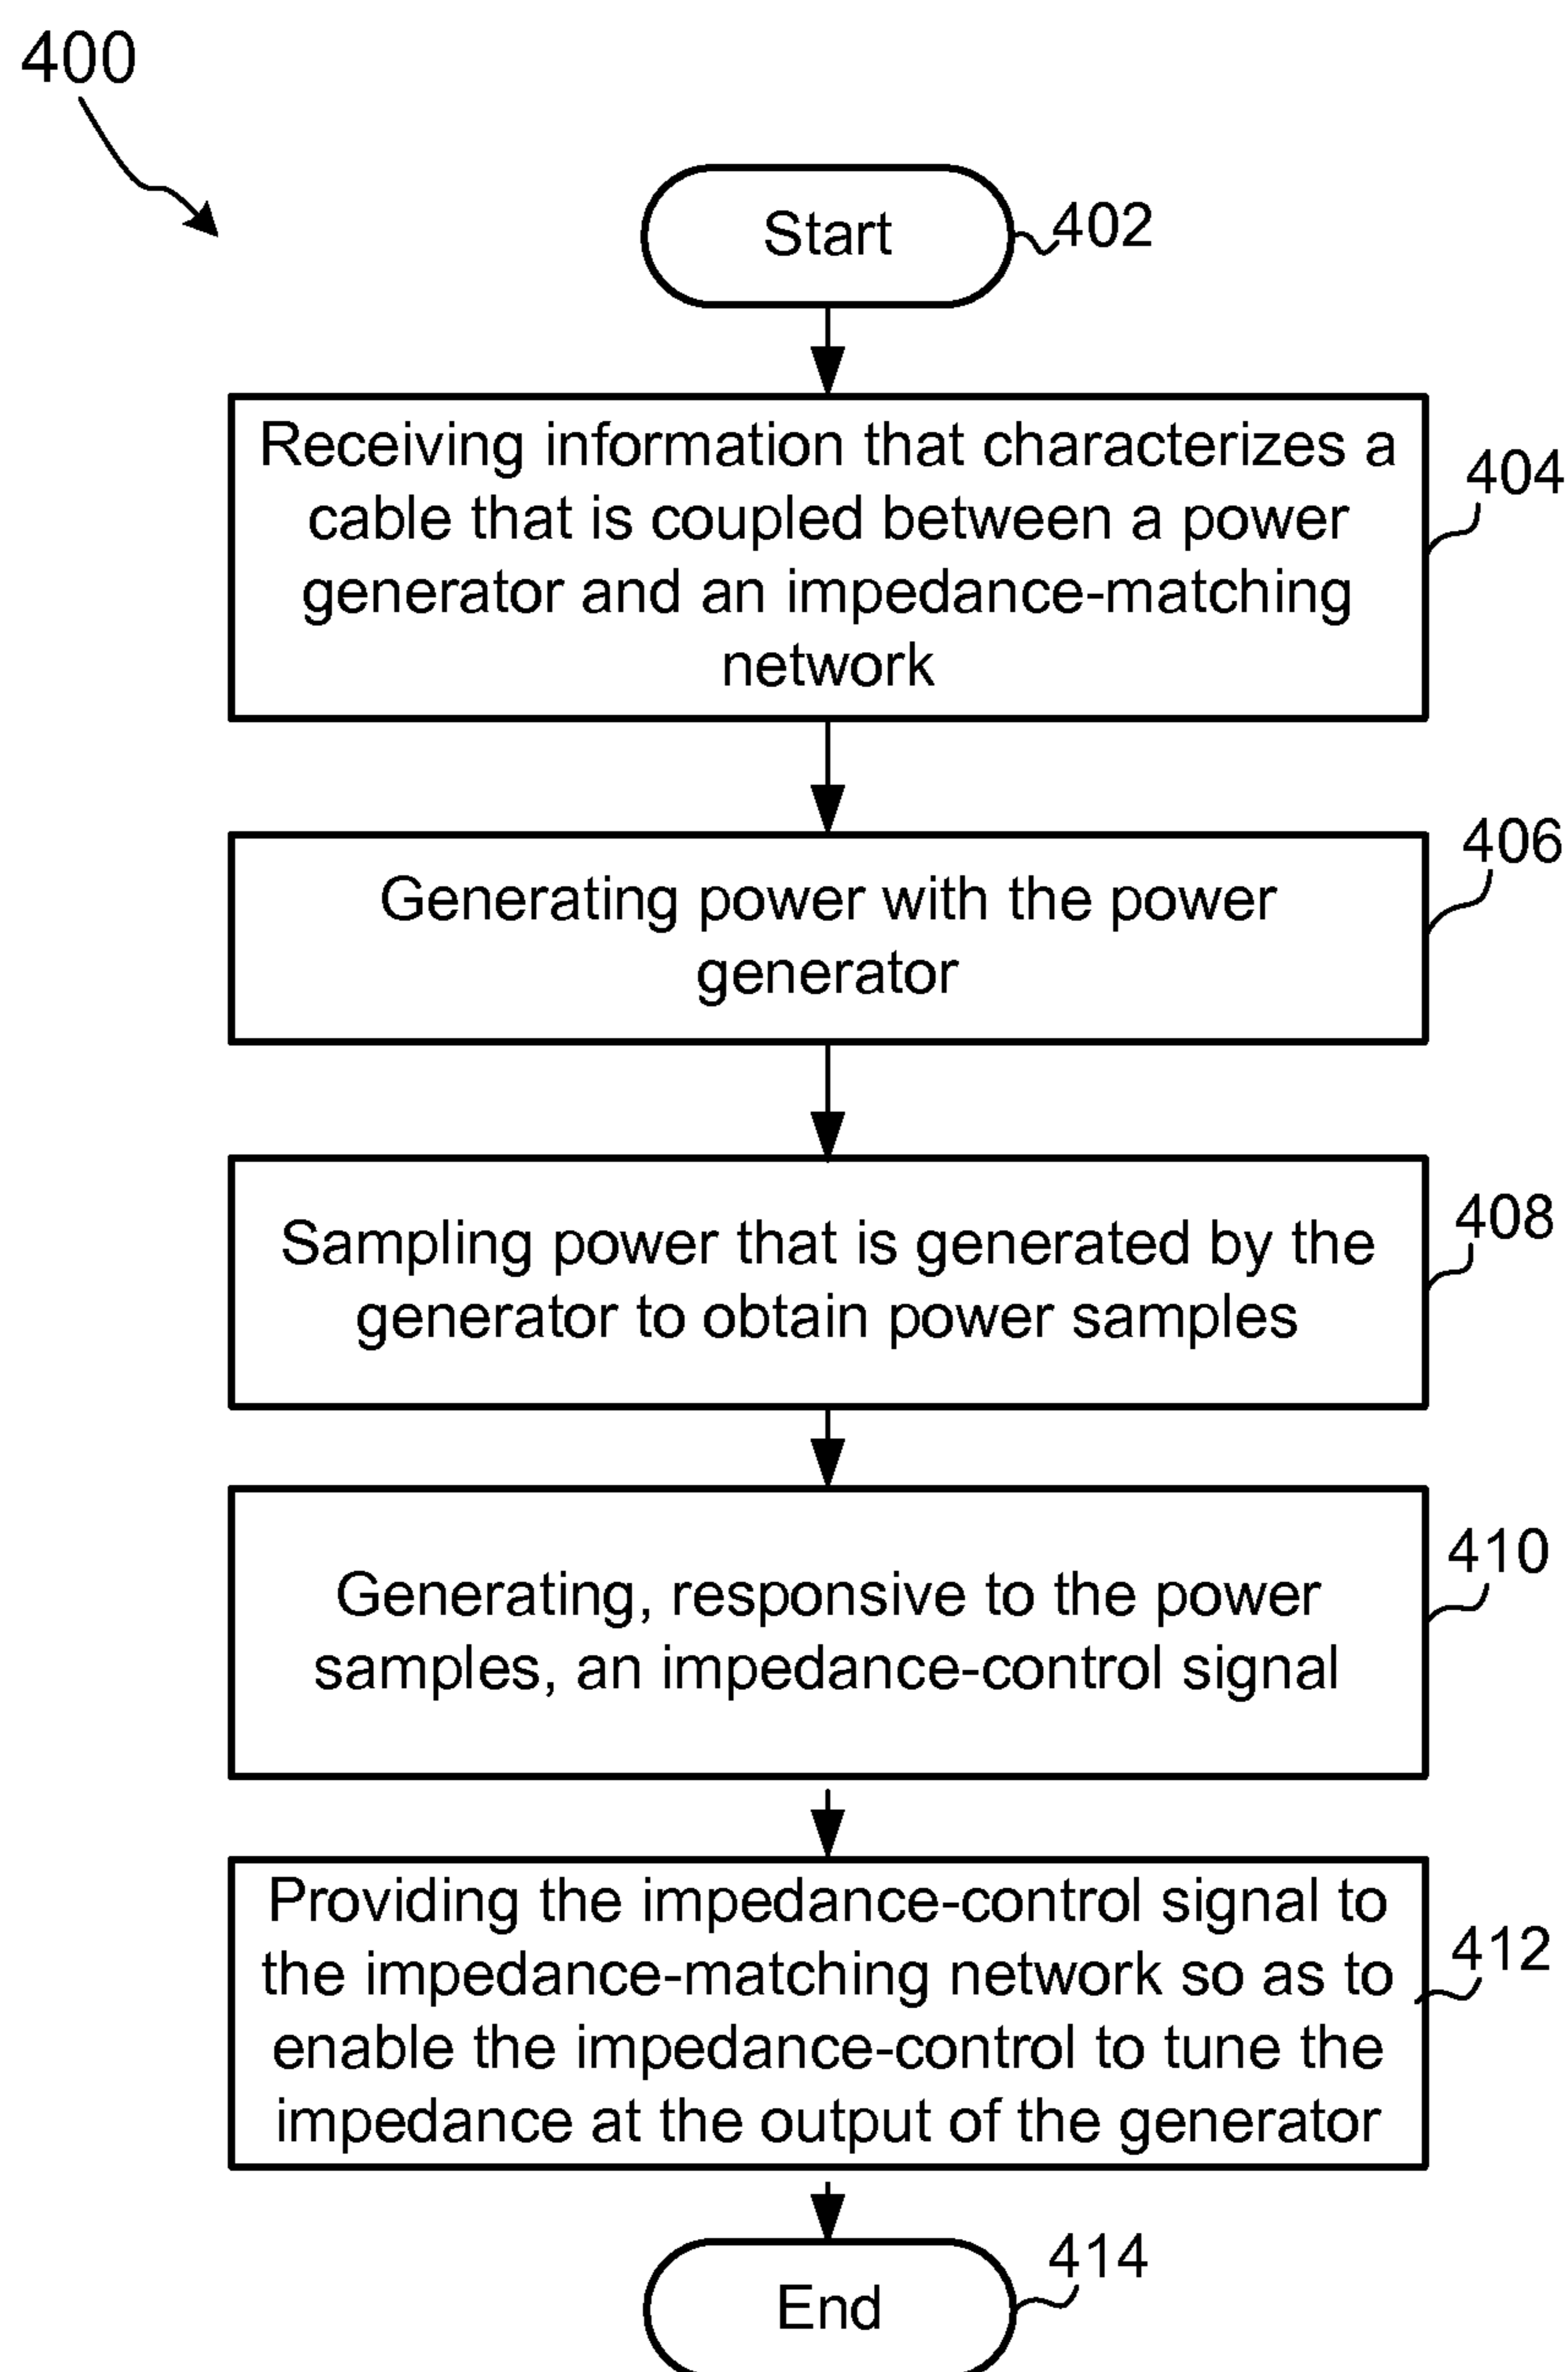 400
Start
402
Receiving information that characterizes a
cable that is coupled between a power
generator and an impedance-matching
network
404
Generating power with the power
generator
406
Sampling power that is generated by the
generator to obtain power samples
408
Generating, responsive to the power
samples, an impedance-control signal
410
Providing the impedance-control signal to
the impedance-matching network so as to
enable the impedance-control to tune the
impedance at the output of the generator
412
End
414